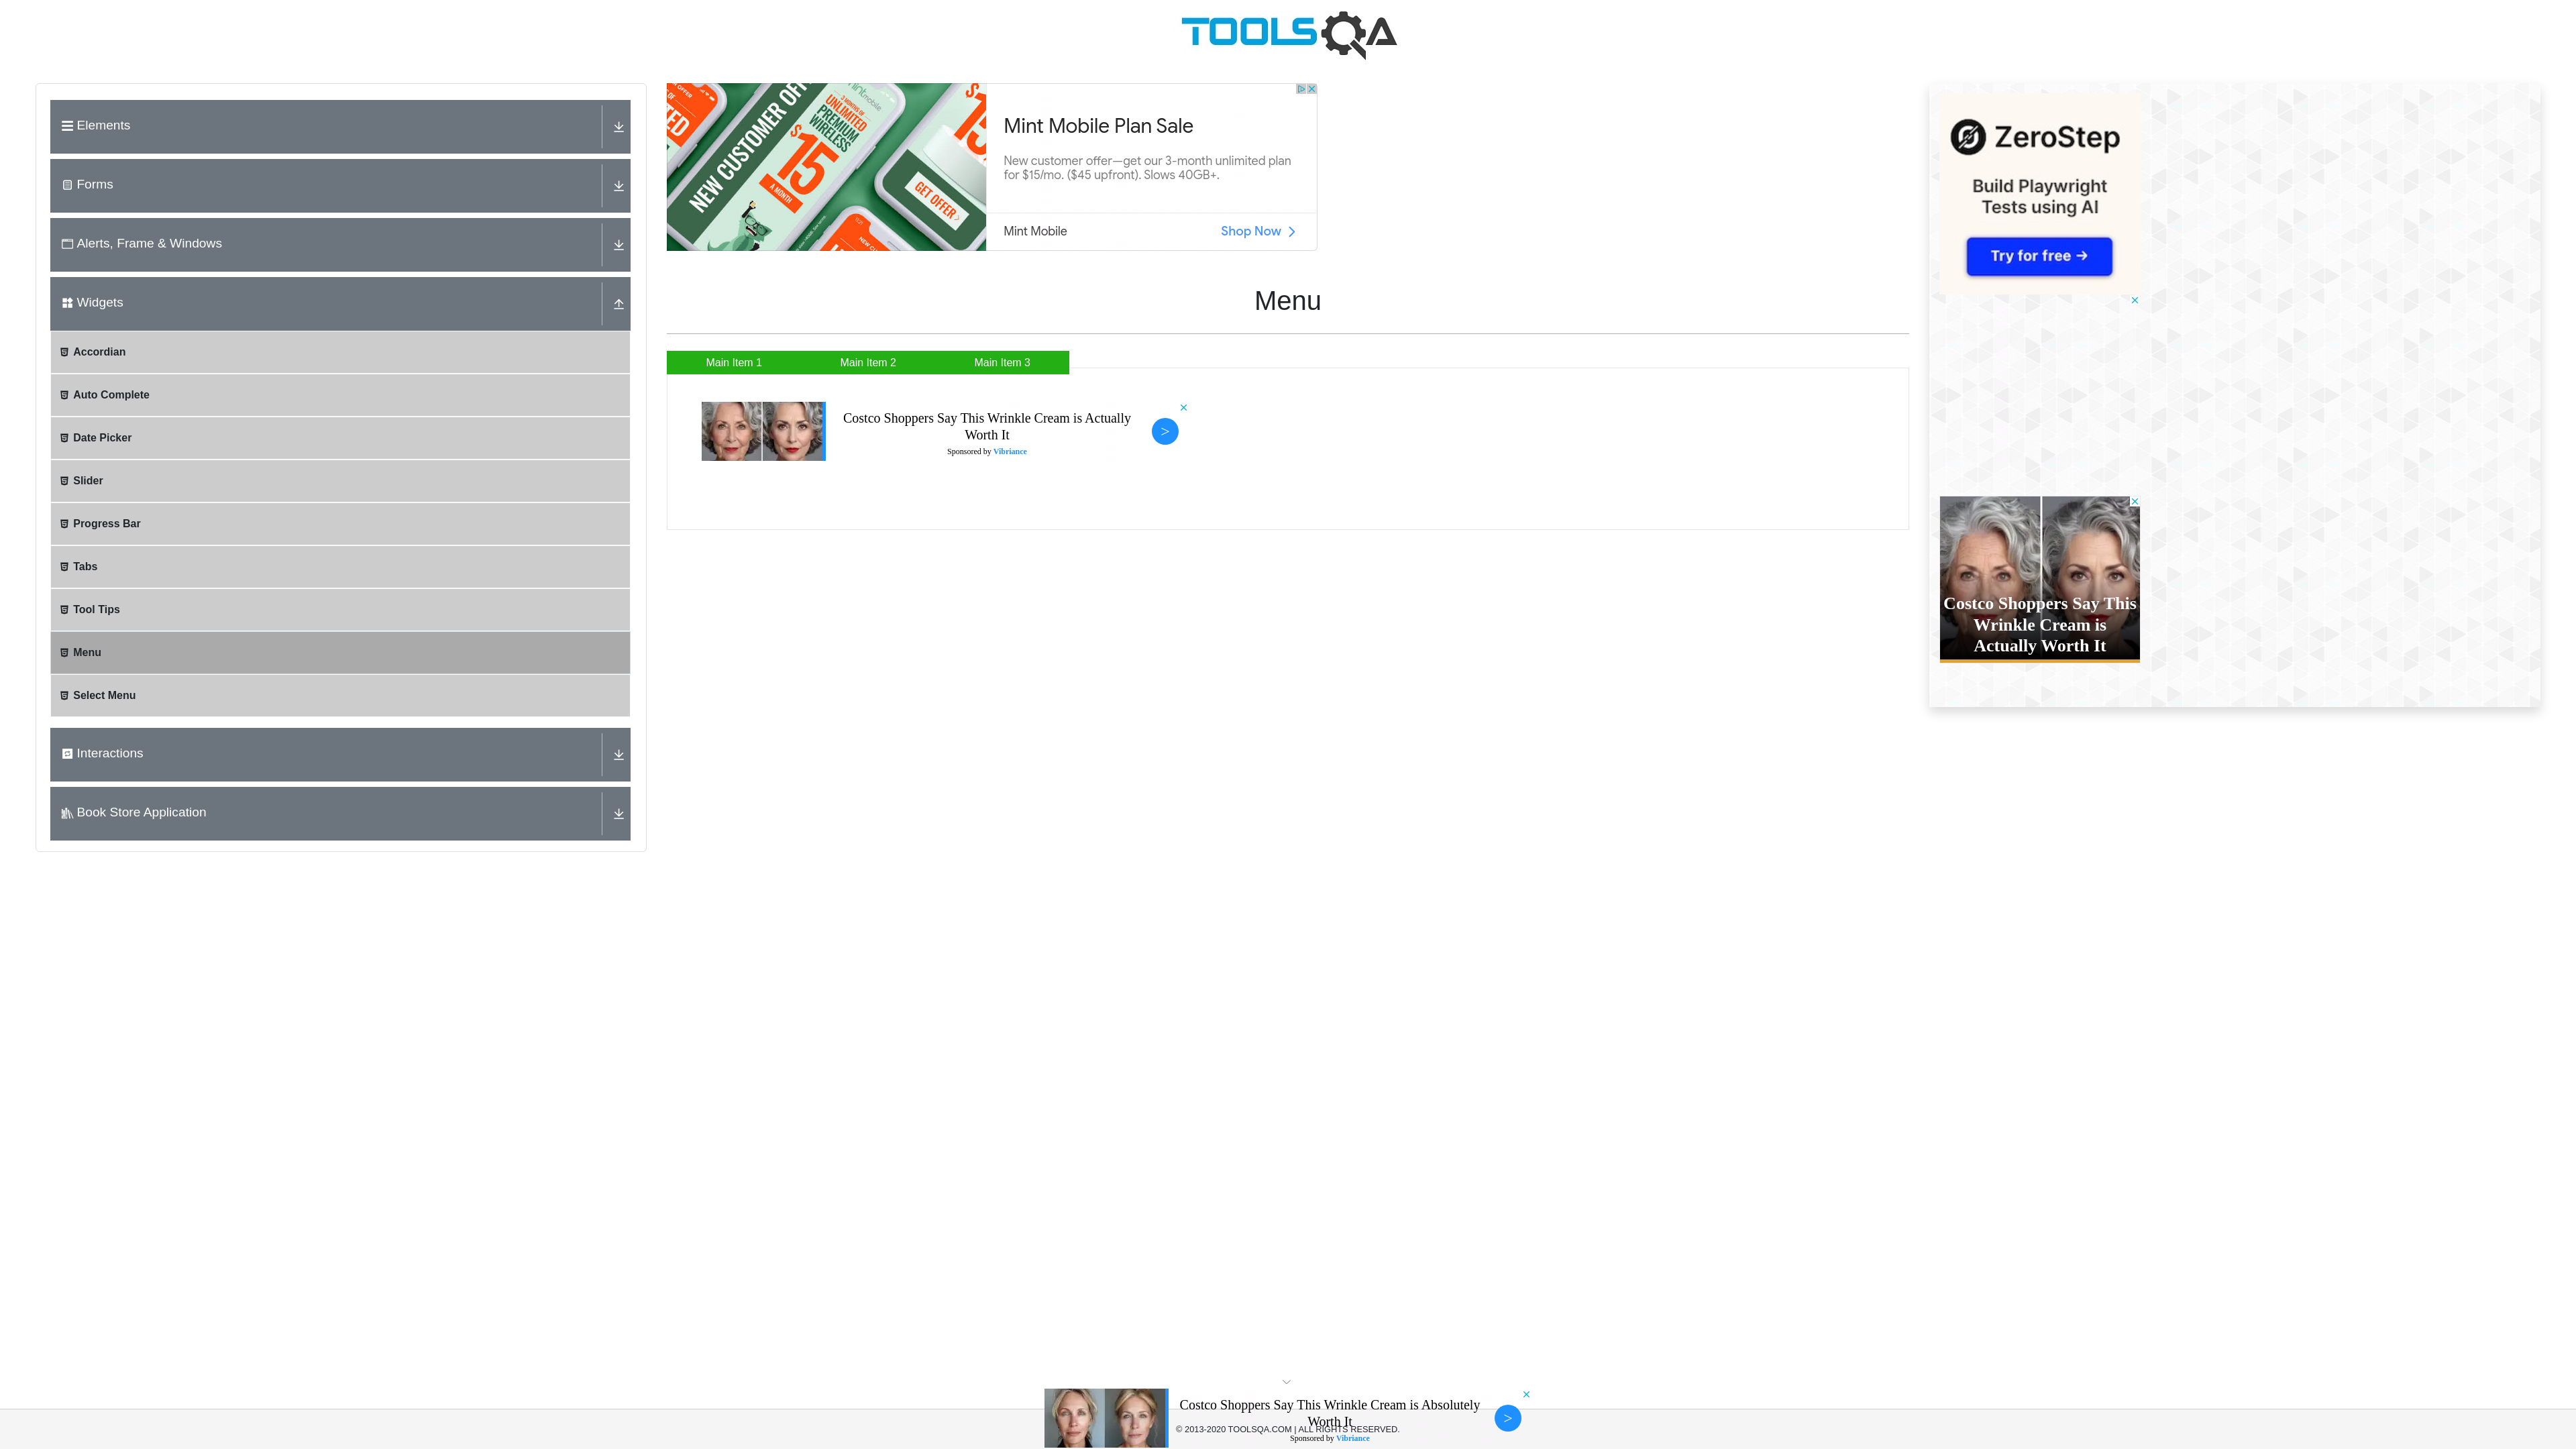 TOOLSQA
Elements
Forms
Alerts, Frame & Windows
Widgets
Accordian
Auto Complete
Date Picker
Slider
Progress Bar
Tabs
Tool Tips
Menu
Select Menu
Interactions
Book Store Application
NEW CUSTOMER OFFER
3 MONTHS OF
UNLIMITED
PREMIUM
WIRELESS
$15
A MONTH
GET OFFER >
Mint Mobile Plan Sale
New customer offer—get our 3-month unlimited plan
for $15/mo. ($45 upfront). Slows 40GB+.
Mint Mobile
Shop Now
Menu
Main Item 1
Main Item 2
Main Item 3
Costco Shoppers Say This Wrinkle Cream is Actually
Worth It
Sponsored by Vibriance
>
ZeroStep
Build Playwright
Tests using AI
Try for free →
Costco Shoppers Say This
Wrinkle Cream is
Actually Worth It
Costco Shoppers Say This Wrinkle Cream is Absolutely
Worth It
>
© 2013-2020 TOOLSQA.COM | ALL RIGHTS RESERVED.
Sponsored by Vibriance